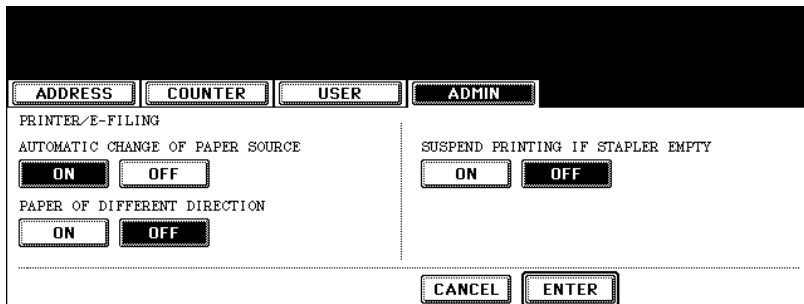 ADDRESS COUNTER USER ADMIN
PRINTER/E-FILING
AUTOMATIC CHANGE OF PAPER SOURCE
ON OFF
PAPER OF DIFFERENT DIRECTION
ON OFF
SUSPEND PRINTING IF STAPLER EMPTY
ON OFF
CANCEL ENTER